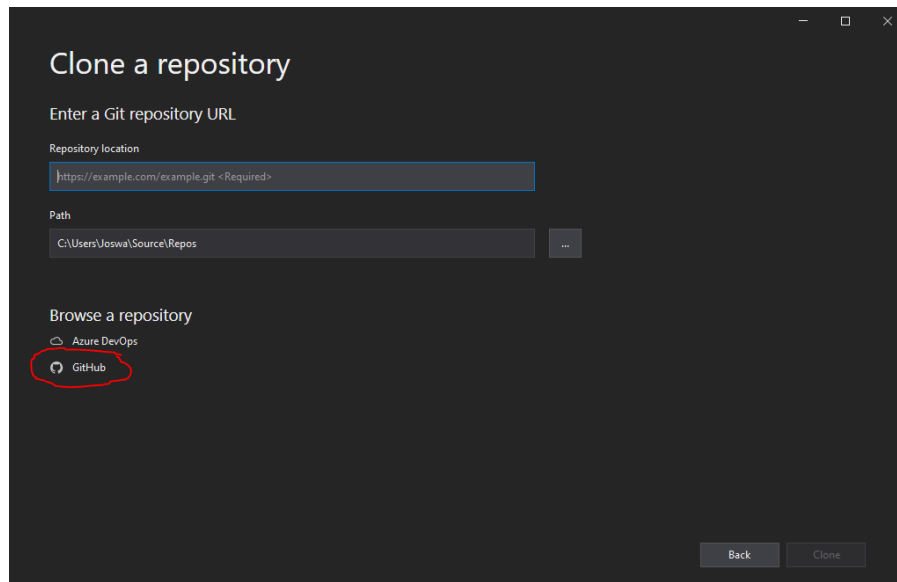 Clone a repository
Enter a Git repository URL
Repository location
https://example.com/example.git <Required>
Path
C:\Users\Joswa\Source\Repos
...
Browse a repository
Azure DevOps
GitHub
Back
Clone